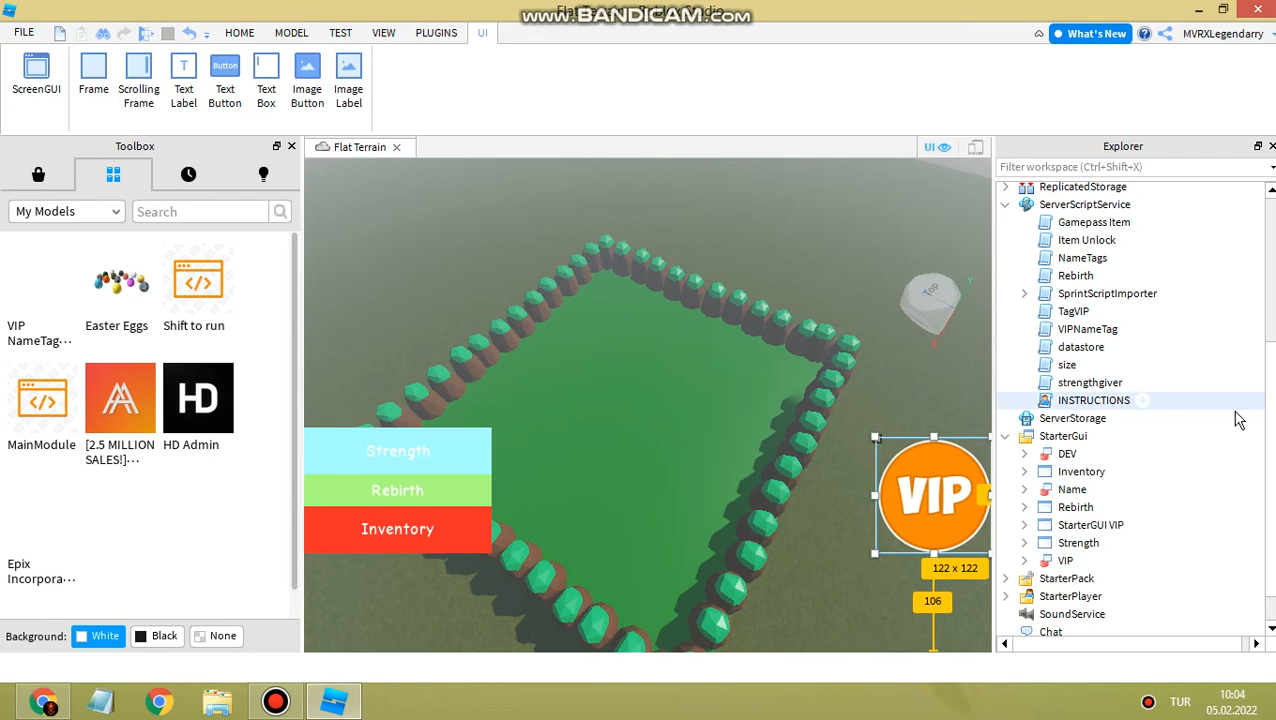 www.BANDICAM.com
FILE
HOME
MODEL
TEST
VIEW
PLUGINS
UI
What's New
MVRXLegendarry
ScreenGUI
Frame
Scrolling
Frame
Text
Label
Text
Button
Text
Box
Image
Button
Image
Label
Button
T
Toolbox
Flat Terrain
UI
Explorer
My Models
Search
Filter workspace (Ctrl+Shift+X)
VIP
NameTag...
Easter Eggs
Shift to run
MainModule
[2.5 MILLION
SALES!]...
HD
HD Admin
Epix
Incorpora...
Background:
White
Black
None
Top
Y
Strength
Rebirth
Inventory
VIP
122 x 122
106
ReplicatedStorage
ServerScriptService
Gamepass Item
Item Unlock
NameTags
Rebirth
SprintScriptImporter
TagVIP
VIPNameTag
datastore
size
strengthgiver
INSTRUCTIONS
ServerStorage
StarterGui
DEV
Inventory
Name
Rebirth
StarterGUI VIP
Strength
VIP
StarterPack
StarterPlayer
SoundService
Chat
TUR
10:04
05.02.2022